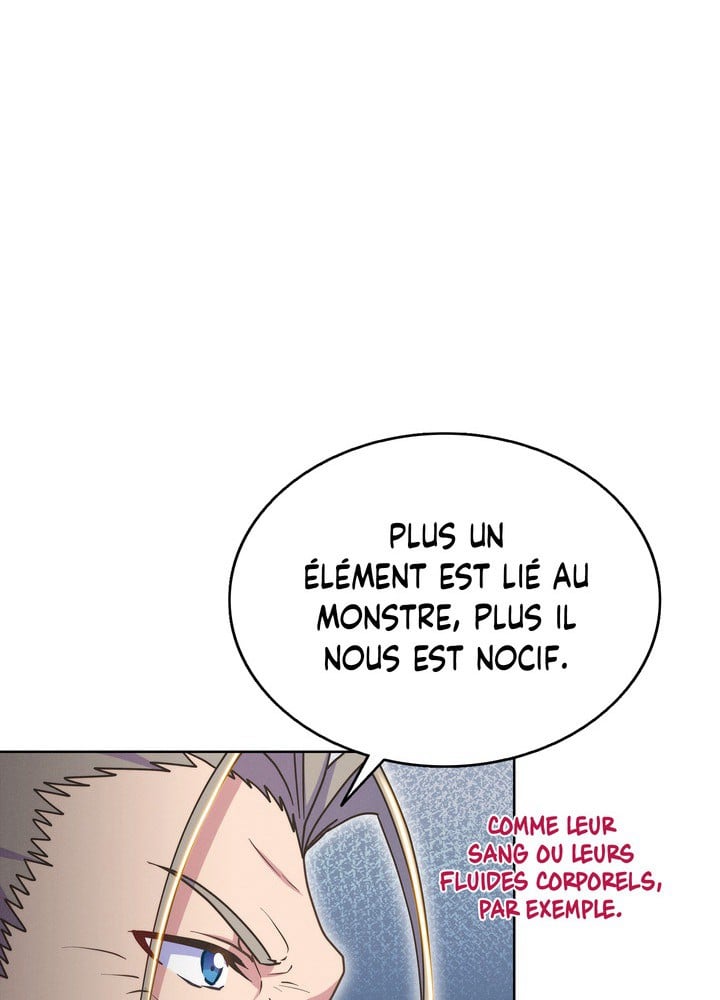 PLUS UN
ÉLÉMENT EST LIÉ AU
MONSTRE, PLUS IL
NOUS EST NOCIF.
COMME LEUR
SANG OU LEURS
FLUIDES CORPORELS,
PAR EXEMPLE.